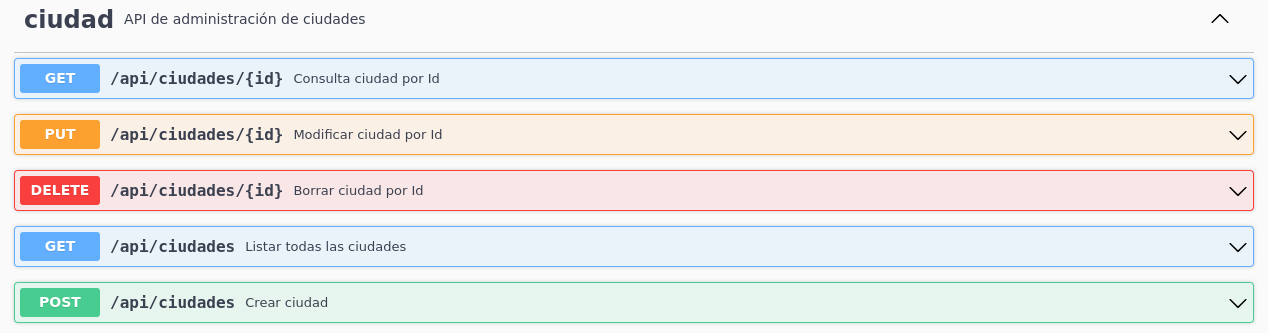 ciudad API de administración de ciudades
GET /api/ciudades/{id} Consulta ciudad por Id
PUT /api/ciudades/{id} Modificar ciudad por Id
DELETE /api/ciudades/{id} Borrar ciudad por Id
GET /api/ciudades Listar todas las ciudades
POST /api/ciudades Crear ciudad